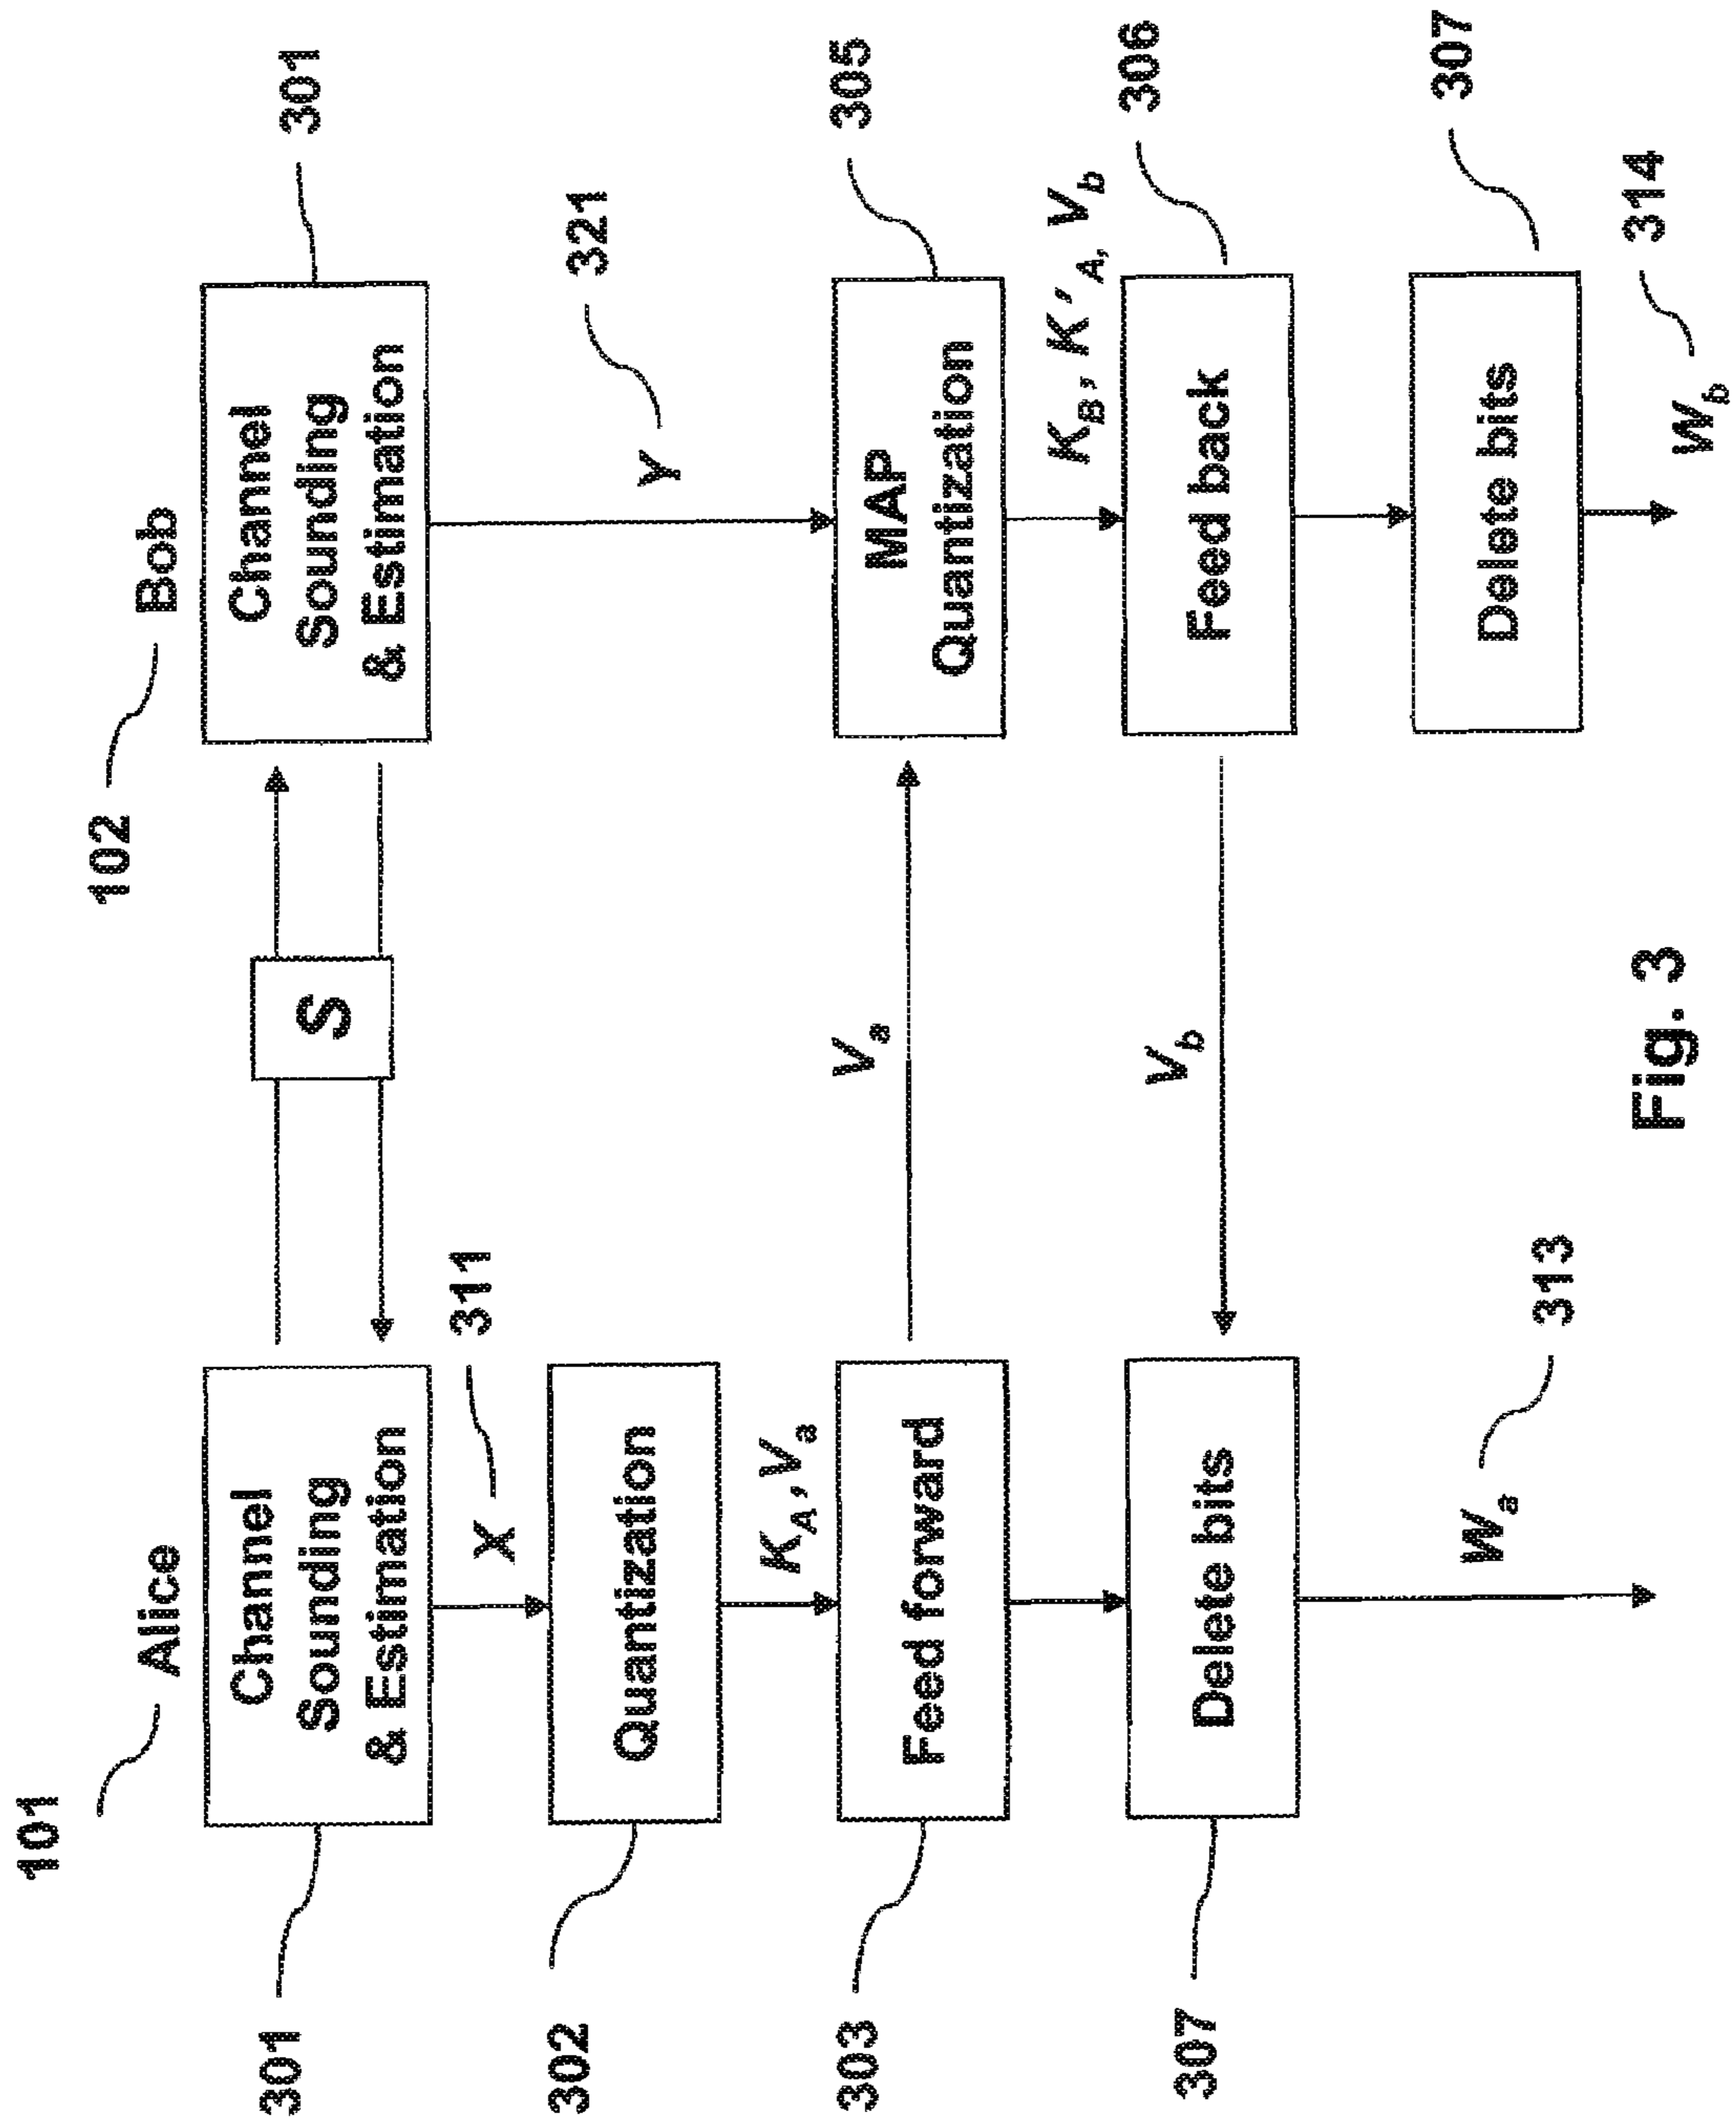 101
Alice
102
Bob
301
Channel
Sounding
& Estimation
S
Channel
Sounding
& Estimation
301
X
311
Y
321
302
Quantization
K_A, V_a
303
Feed forward
V_a
MAP
Quantization
305
K_B, K'_A, V_b
307
Delete bits
V_b
Feed back
306
W_a
313
Delete bits
307
W_b
314
Fig. 3